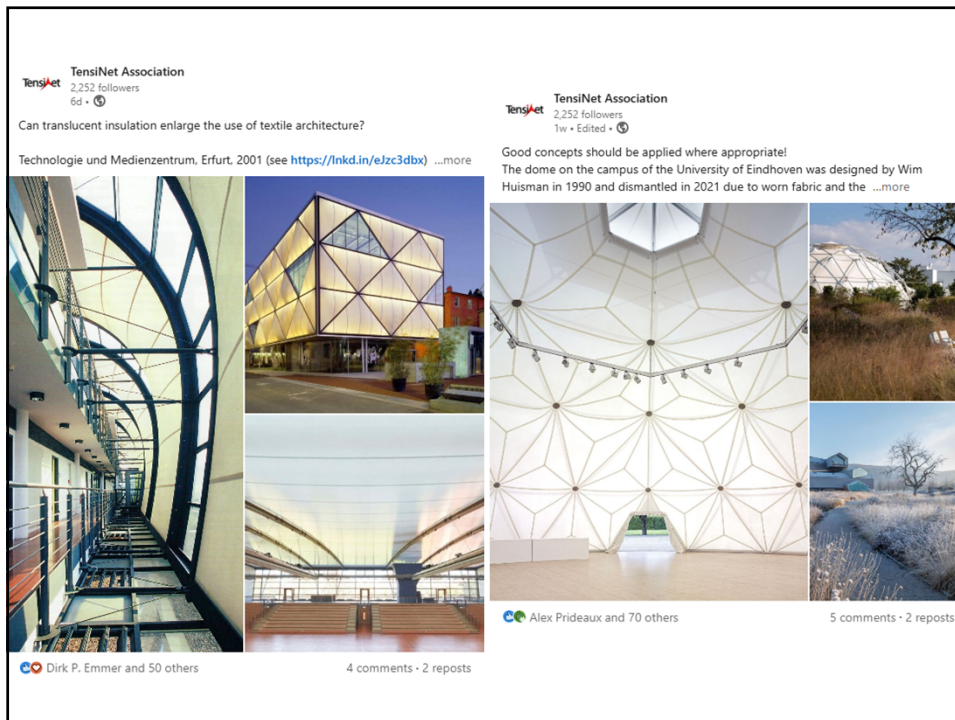 TensiNet
TensiNet Association
2,252 followers
6d •
Can translucent insulation enlarge the use of textile architecture?
Technologie und Medienzentrum, Erfurt, 2001 (see https://lnkd.in/eJzc3dbx) ...more
Dirk P. Emmer and 50 others
4 comments · 2 reposts
TensiNet
TensiNet Association
2,252 followers
1w • Edited •
Good concepts should be applied where appropriate!
The dome on the campus of the University of Eindhoven was designed by Wim
Huisman in 1990 and dismantled in 2021 due to worn fabric and the ...more
Alex Prideaux and 70 others
5 comments · 2 reposts